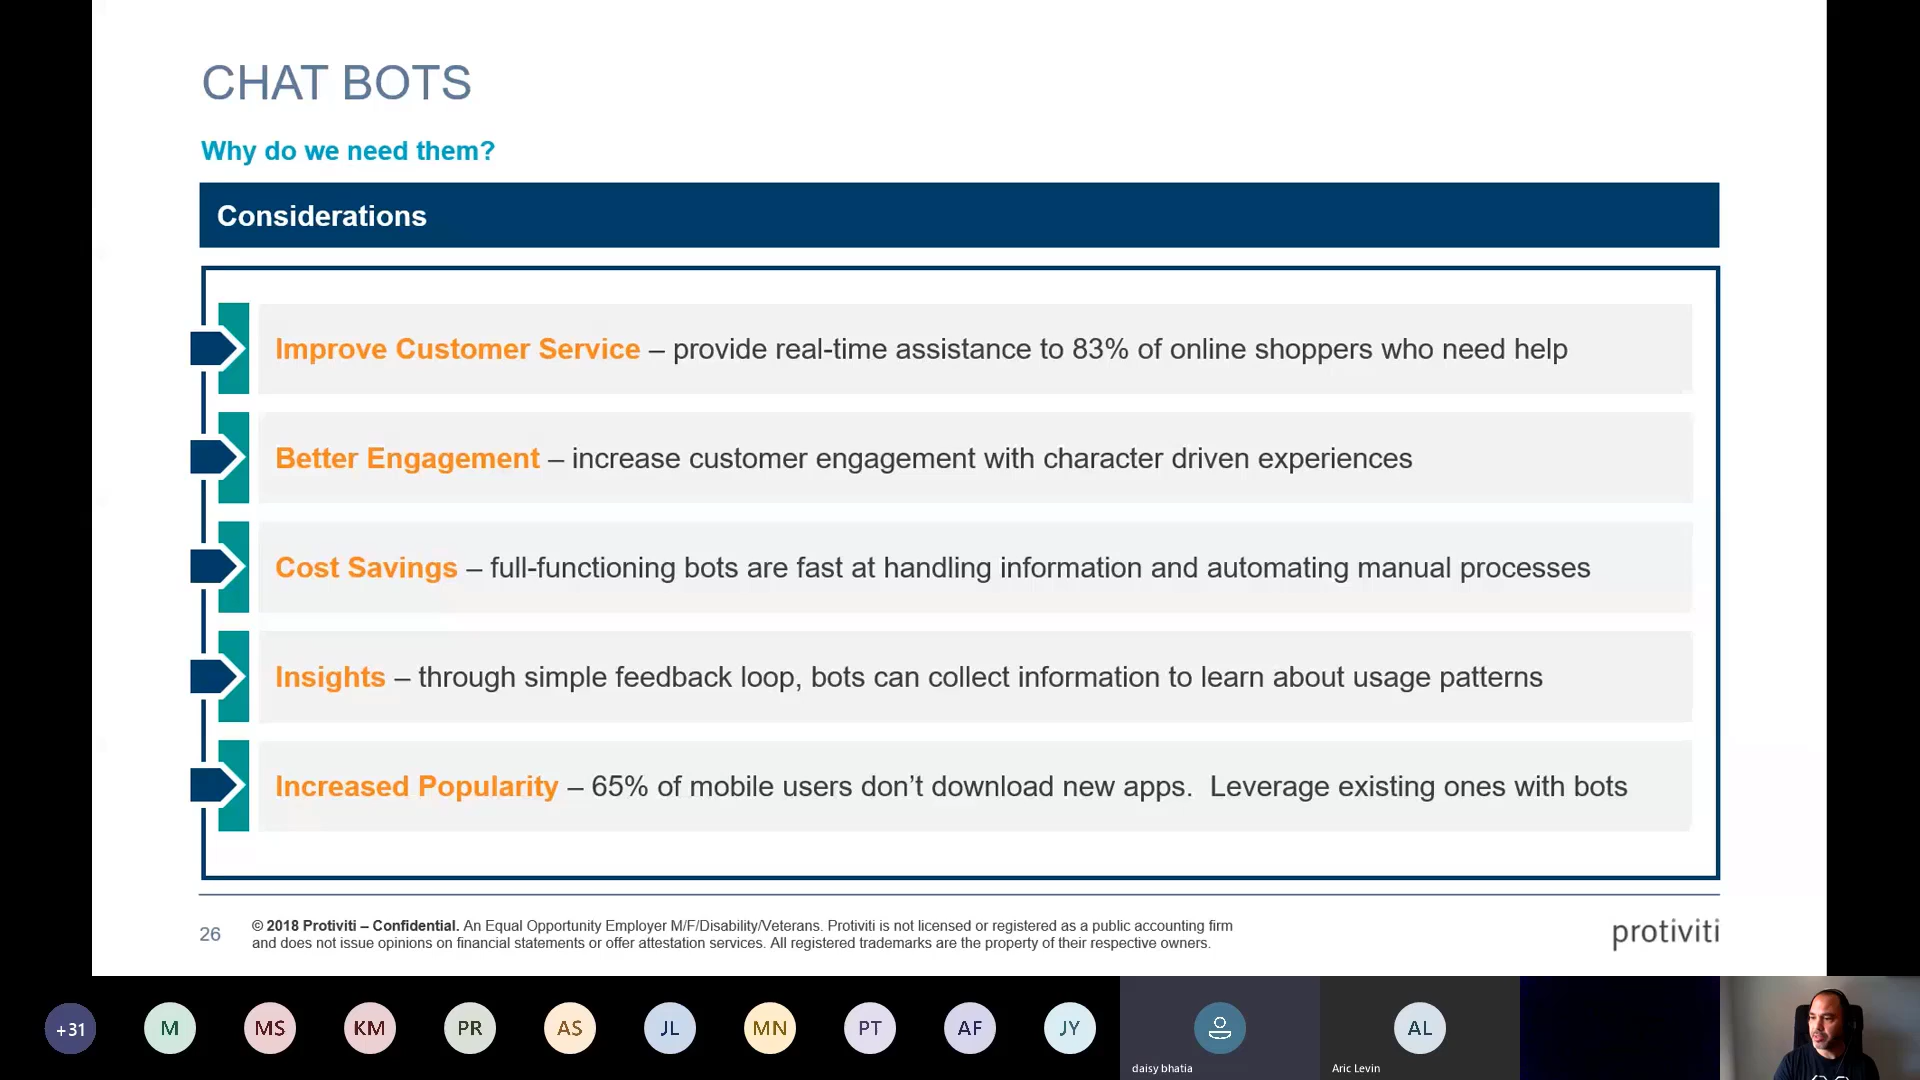 CHAT BOTS
Why do we need them?
Considerations
Improve Customer Service – provide real-time assistance to 83% of online shoppers who need help
Better Engagement – increase customer engagement with character driven experiences
Cost Savings – full-functioning bots are fast at handling information and automating manual processes
Insights – through simple feedback loop, bots can collect information to learn about usage patterns
Increased Popularity – 65% of mobile users don’t download new apps.  Leverage existing ones with bots
26
© 2018 Protiviti – Confidential. An Equal Opportunity Employer M/F/Disability/Veterans. Protiviti is not licensed or registered as a public accounting firm
and does not issue opinions on financial statements or offer attestation services. All registered trademarks are the property of their respective owners.
protiviti
+31
M
MS
KM
PR
AS
JL
MN
PT
AF
JY
daisy bhatia
AL
Aric Levin